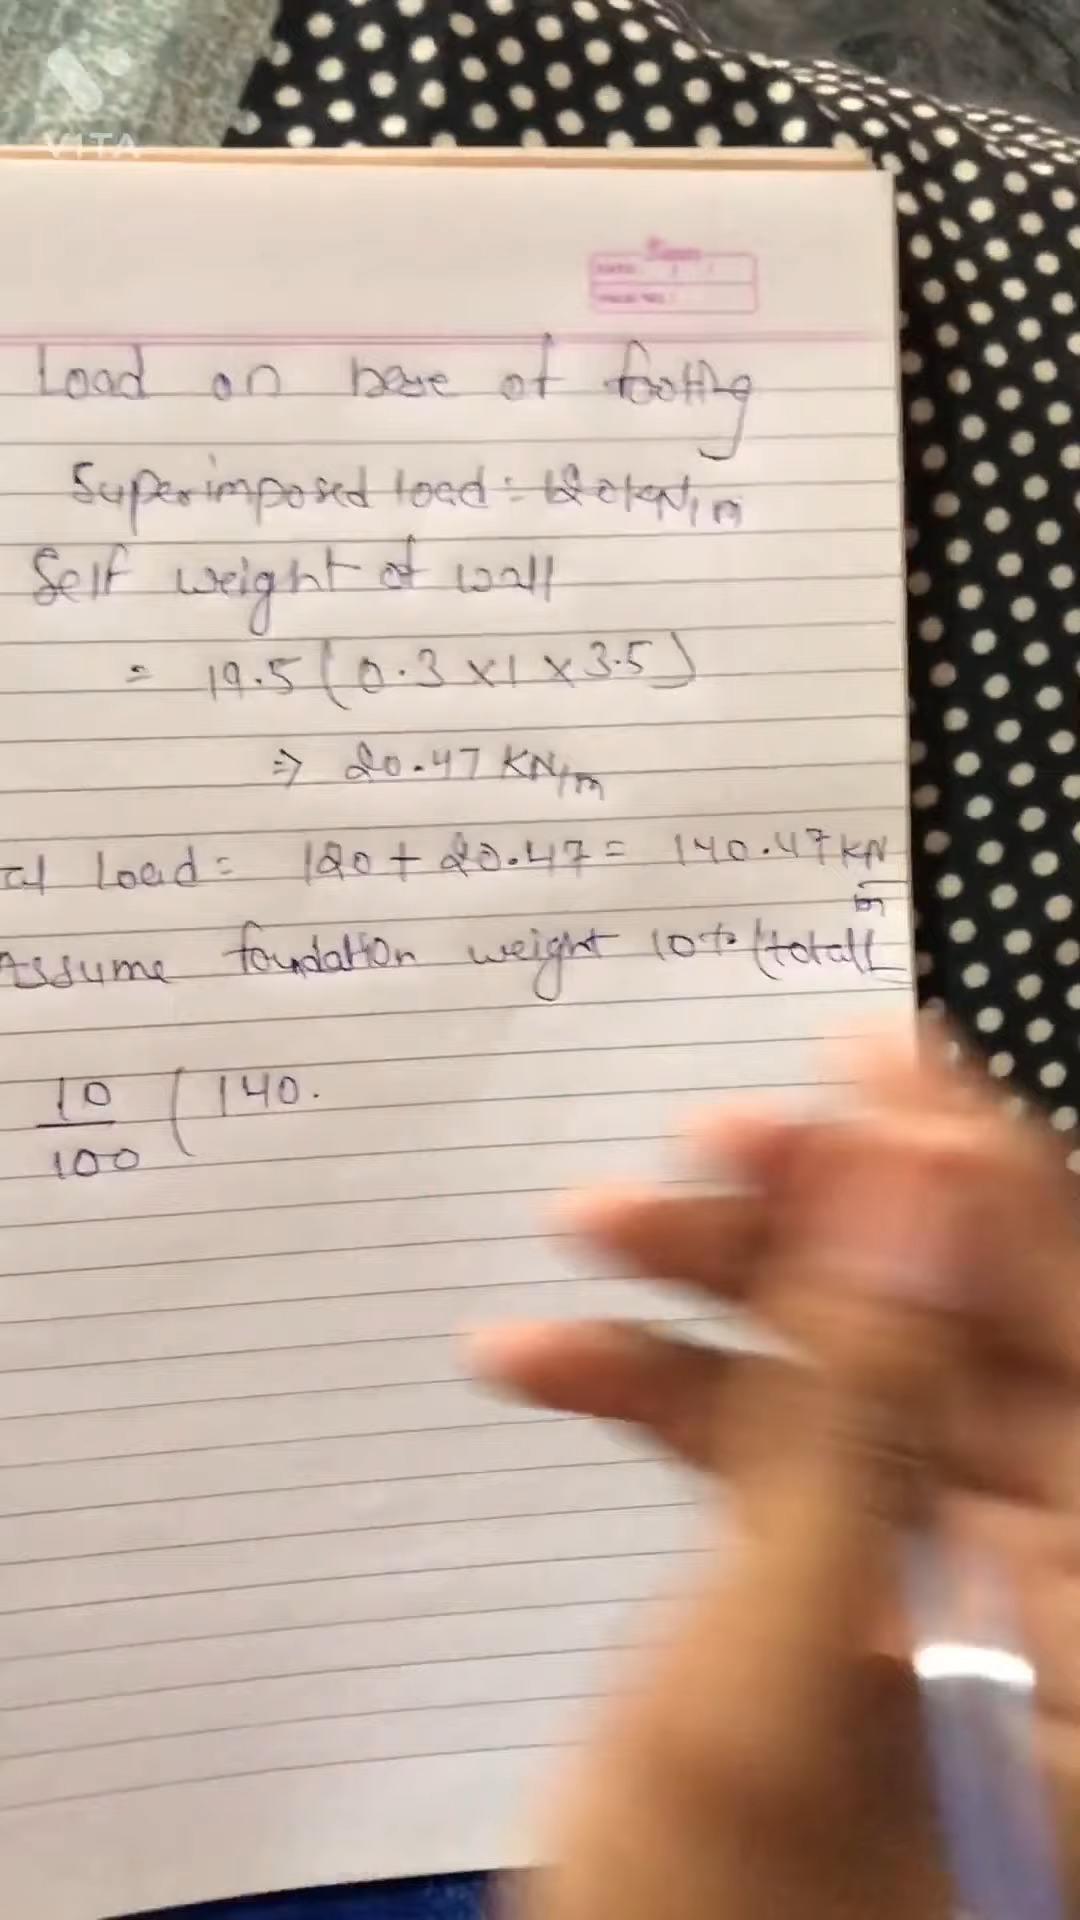 VITA
Load on base of footing
Superimposed load = 120 KN/m
Self weight of wall
= 19.5 ( 0.3 x 1 x 3.5 )
⇒ 20.47 KN/m
al load = 120 + 20.47 = 140.47 KN/m
Assume foundation weight 10% (total L
10/100 ( 140.